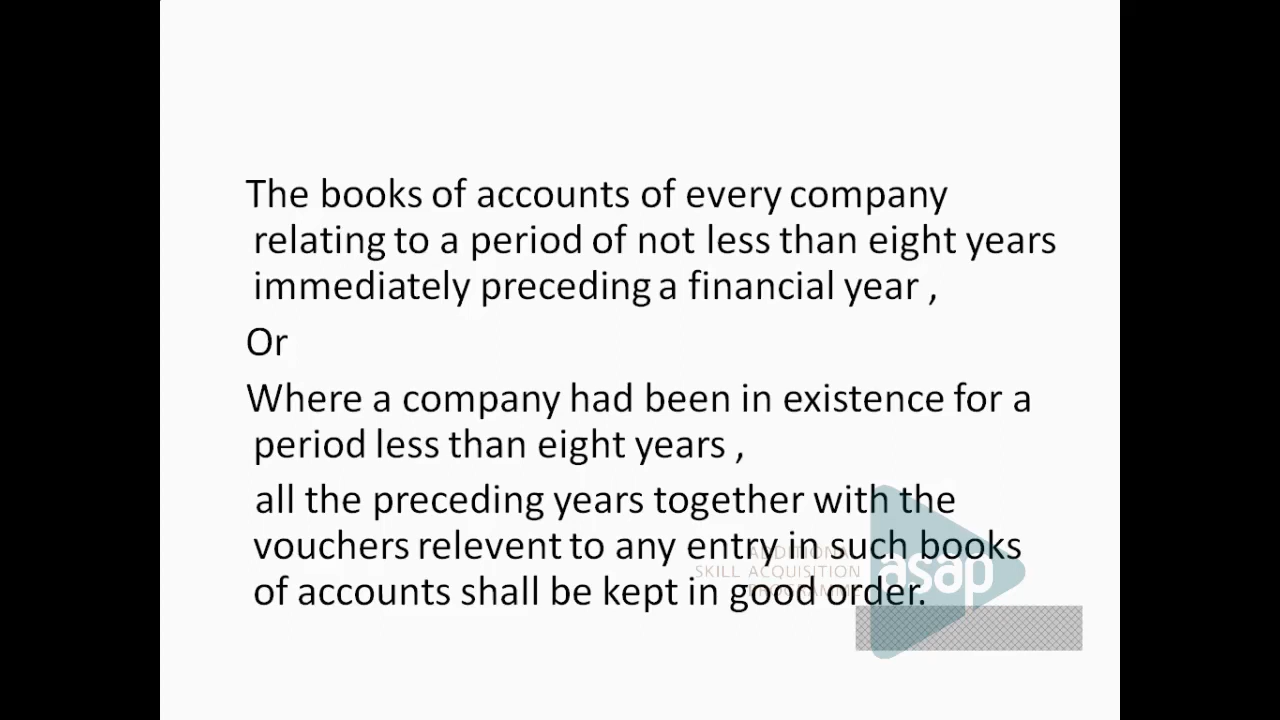 The books of accounts of every company
relating to a period of not less than eight years
immediately preceding a financial year ,
Or
Where a company had been in existence for a
period less than eight years ,
all the preceding years together with the
vouchers relevent to any entry in such books
of accounts shall be kept in good order.
ADDITIONAL
SKILL ACQUISITION
PROGRAMME
asap